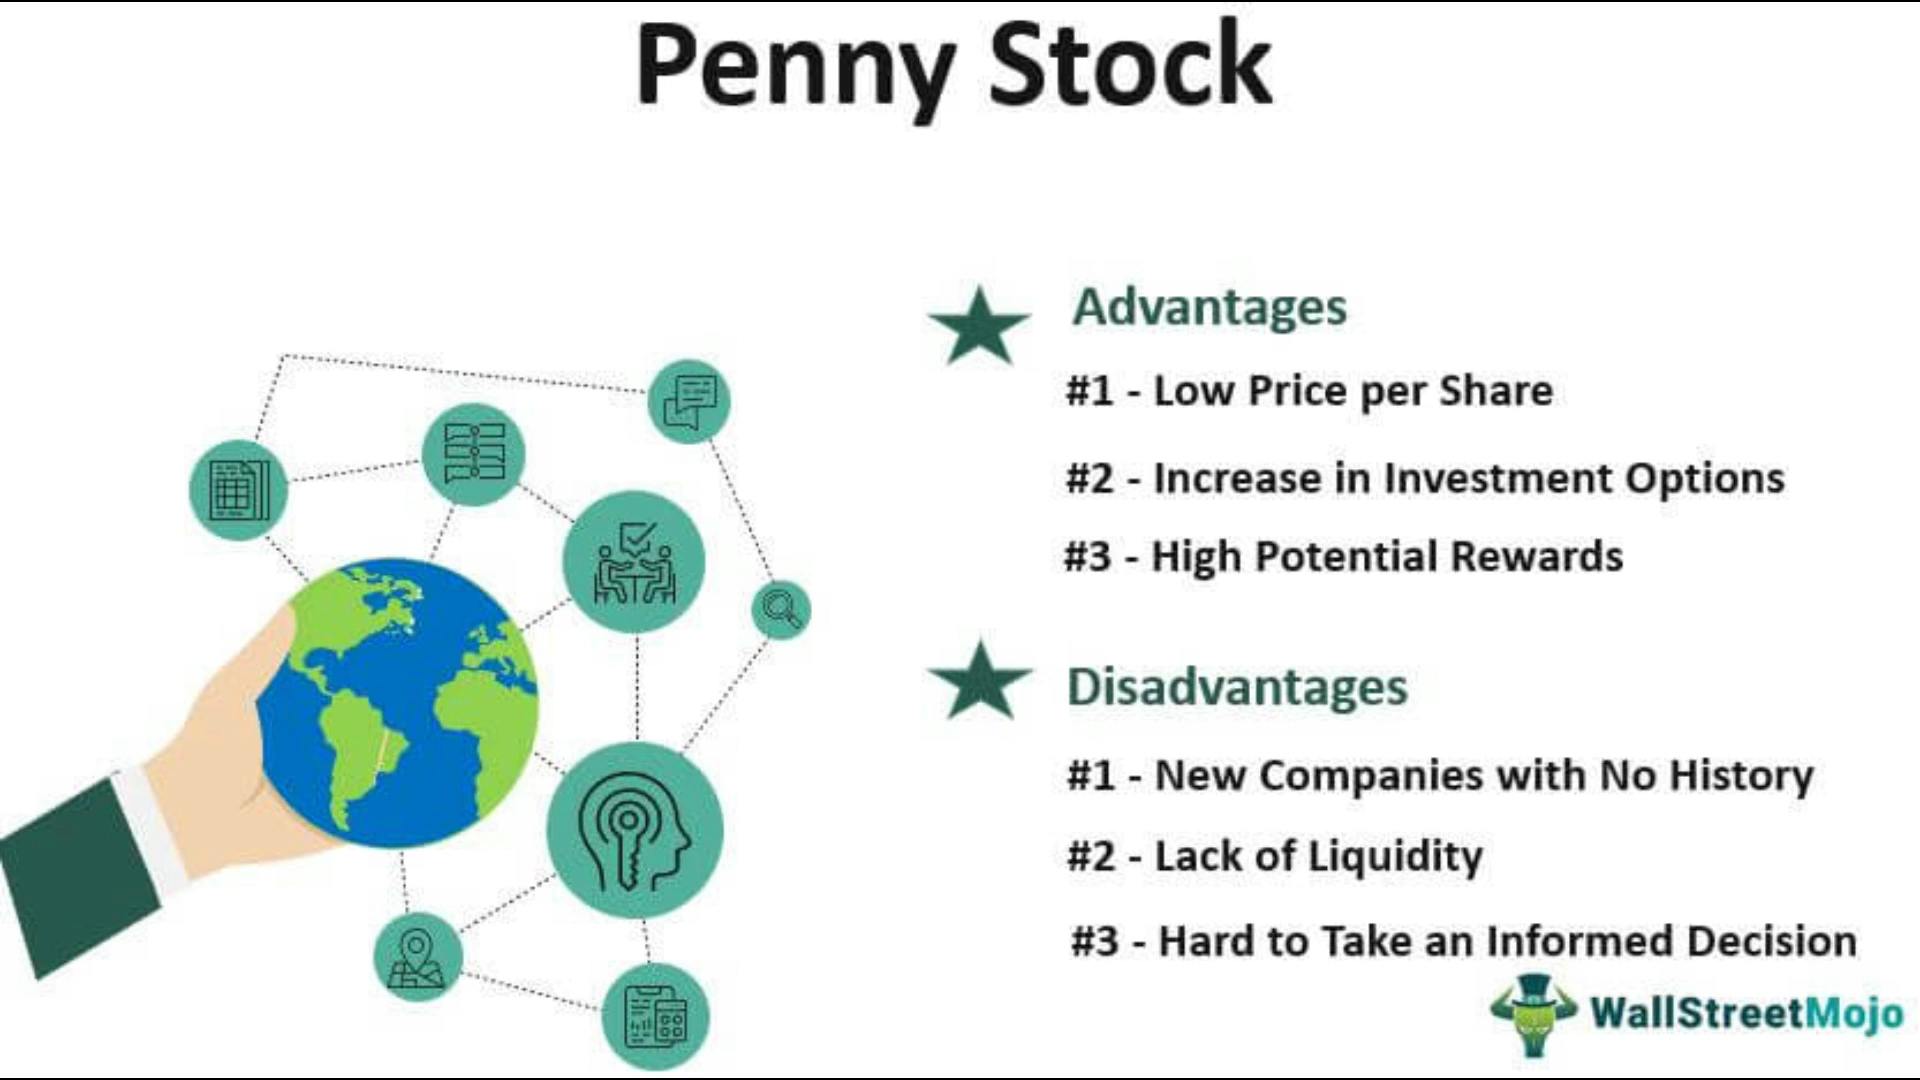 Penny Stock
Advantages
#1 - Low Price per Share
#2 - Increase in Investment Options
#3 - High Potential Rewards
Disadvantages
#1 - New Companies with No History
#2 - Lack of Liquidity
#3 - Hard to Take an Informed Decision
WallStreetMojo